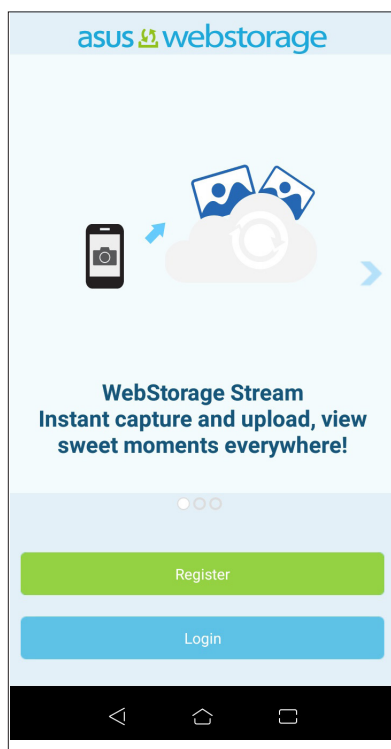 asus webstorage
WebStorage Stream
Instant capture and upload, view
sweet moments everywhere!
Register
Login